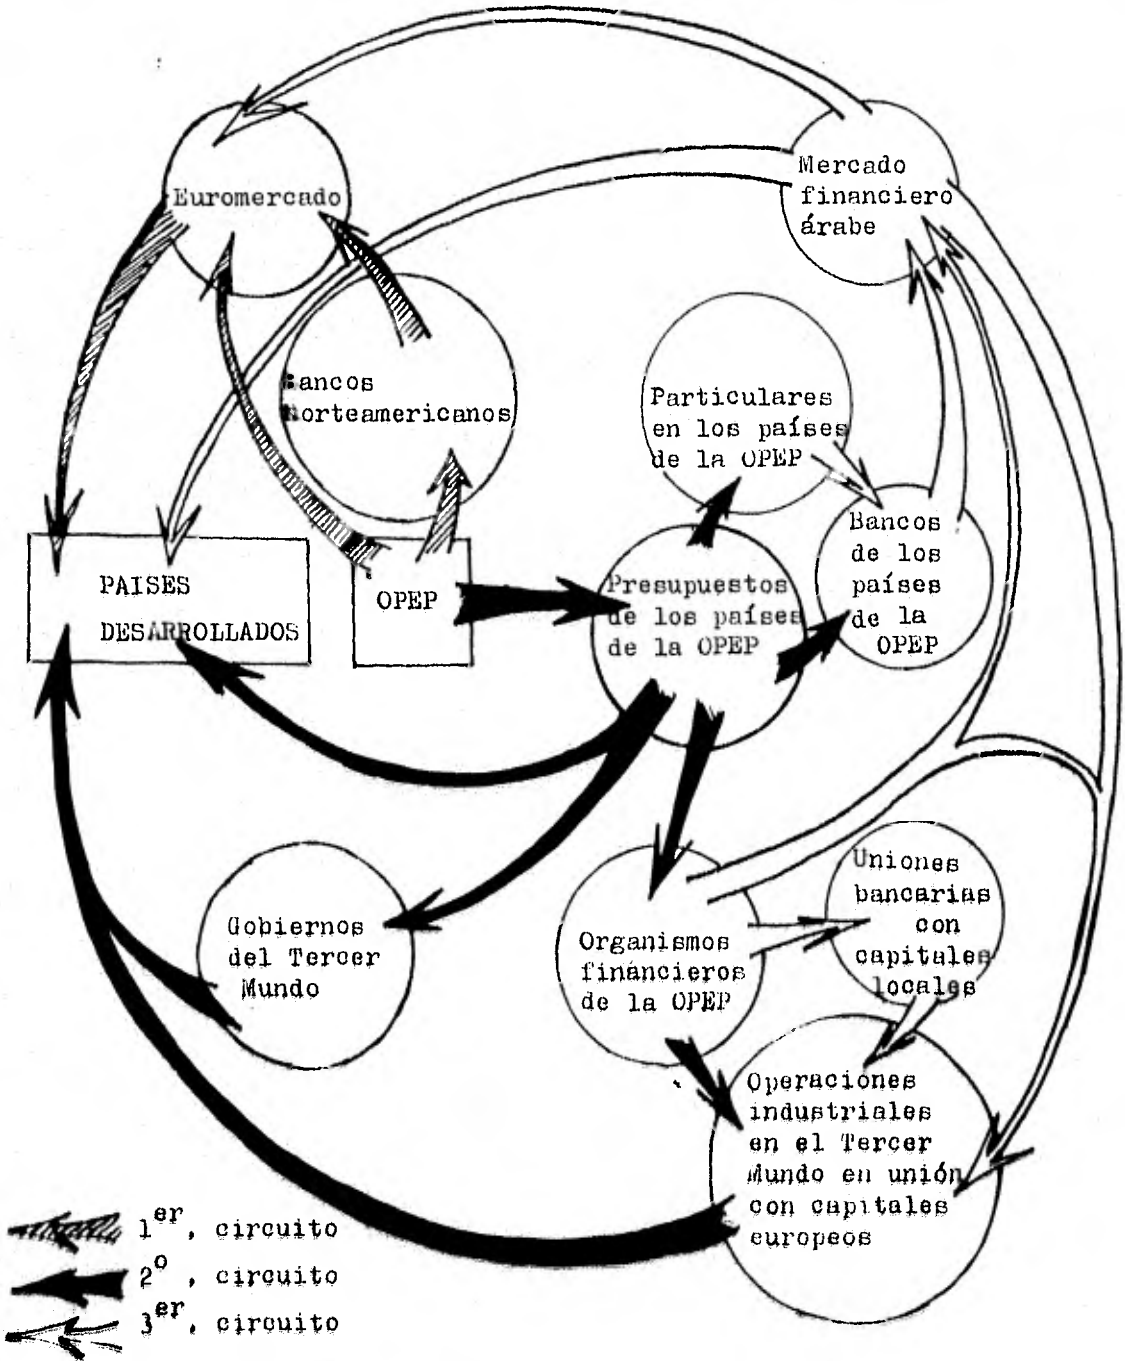 Euromercado
Mercado
financiero
árabe
Bancos
Norteamericanos
Particulares
en los países
de la OPEP
Bancos
de los
países
de la
OPEP
PAISES
DESARROLLADOS
OPEP
Presupuestos
de los países
de la OPEP
Gobiernos
del Tercer
Mundo
Organismos
financieros
de la OPEP
Uniones
bancarias
con
capitales
locales
Operaciones
industriales
en el Tercer
Mundo en unión
con capitales
europeos
1er. circuito
2º . circuito
3er. circuito